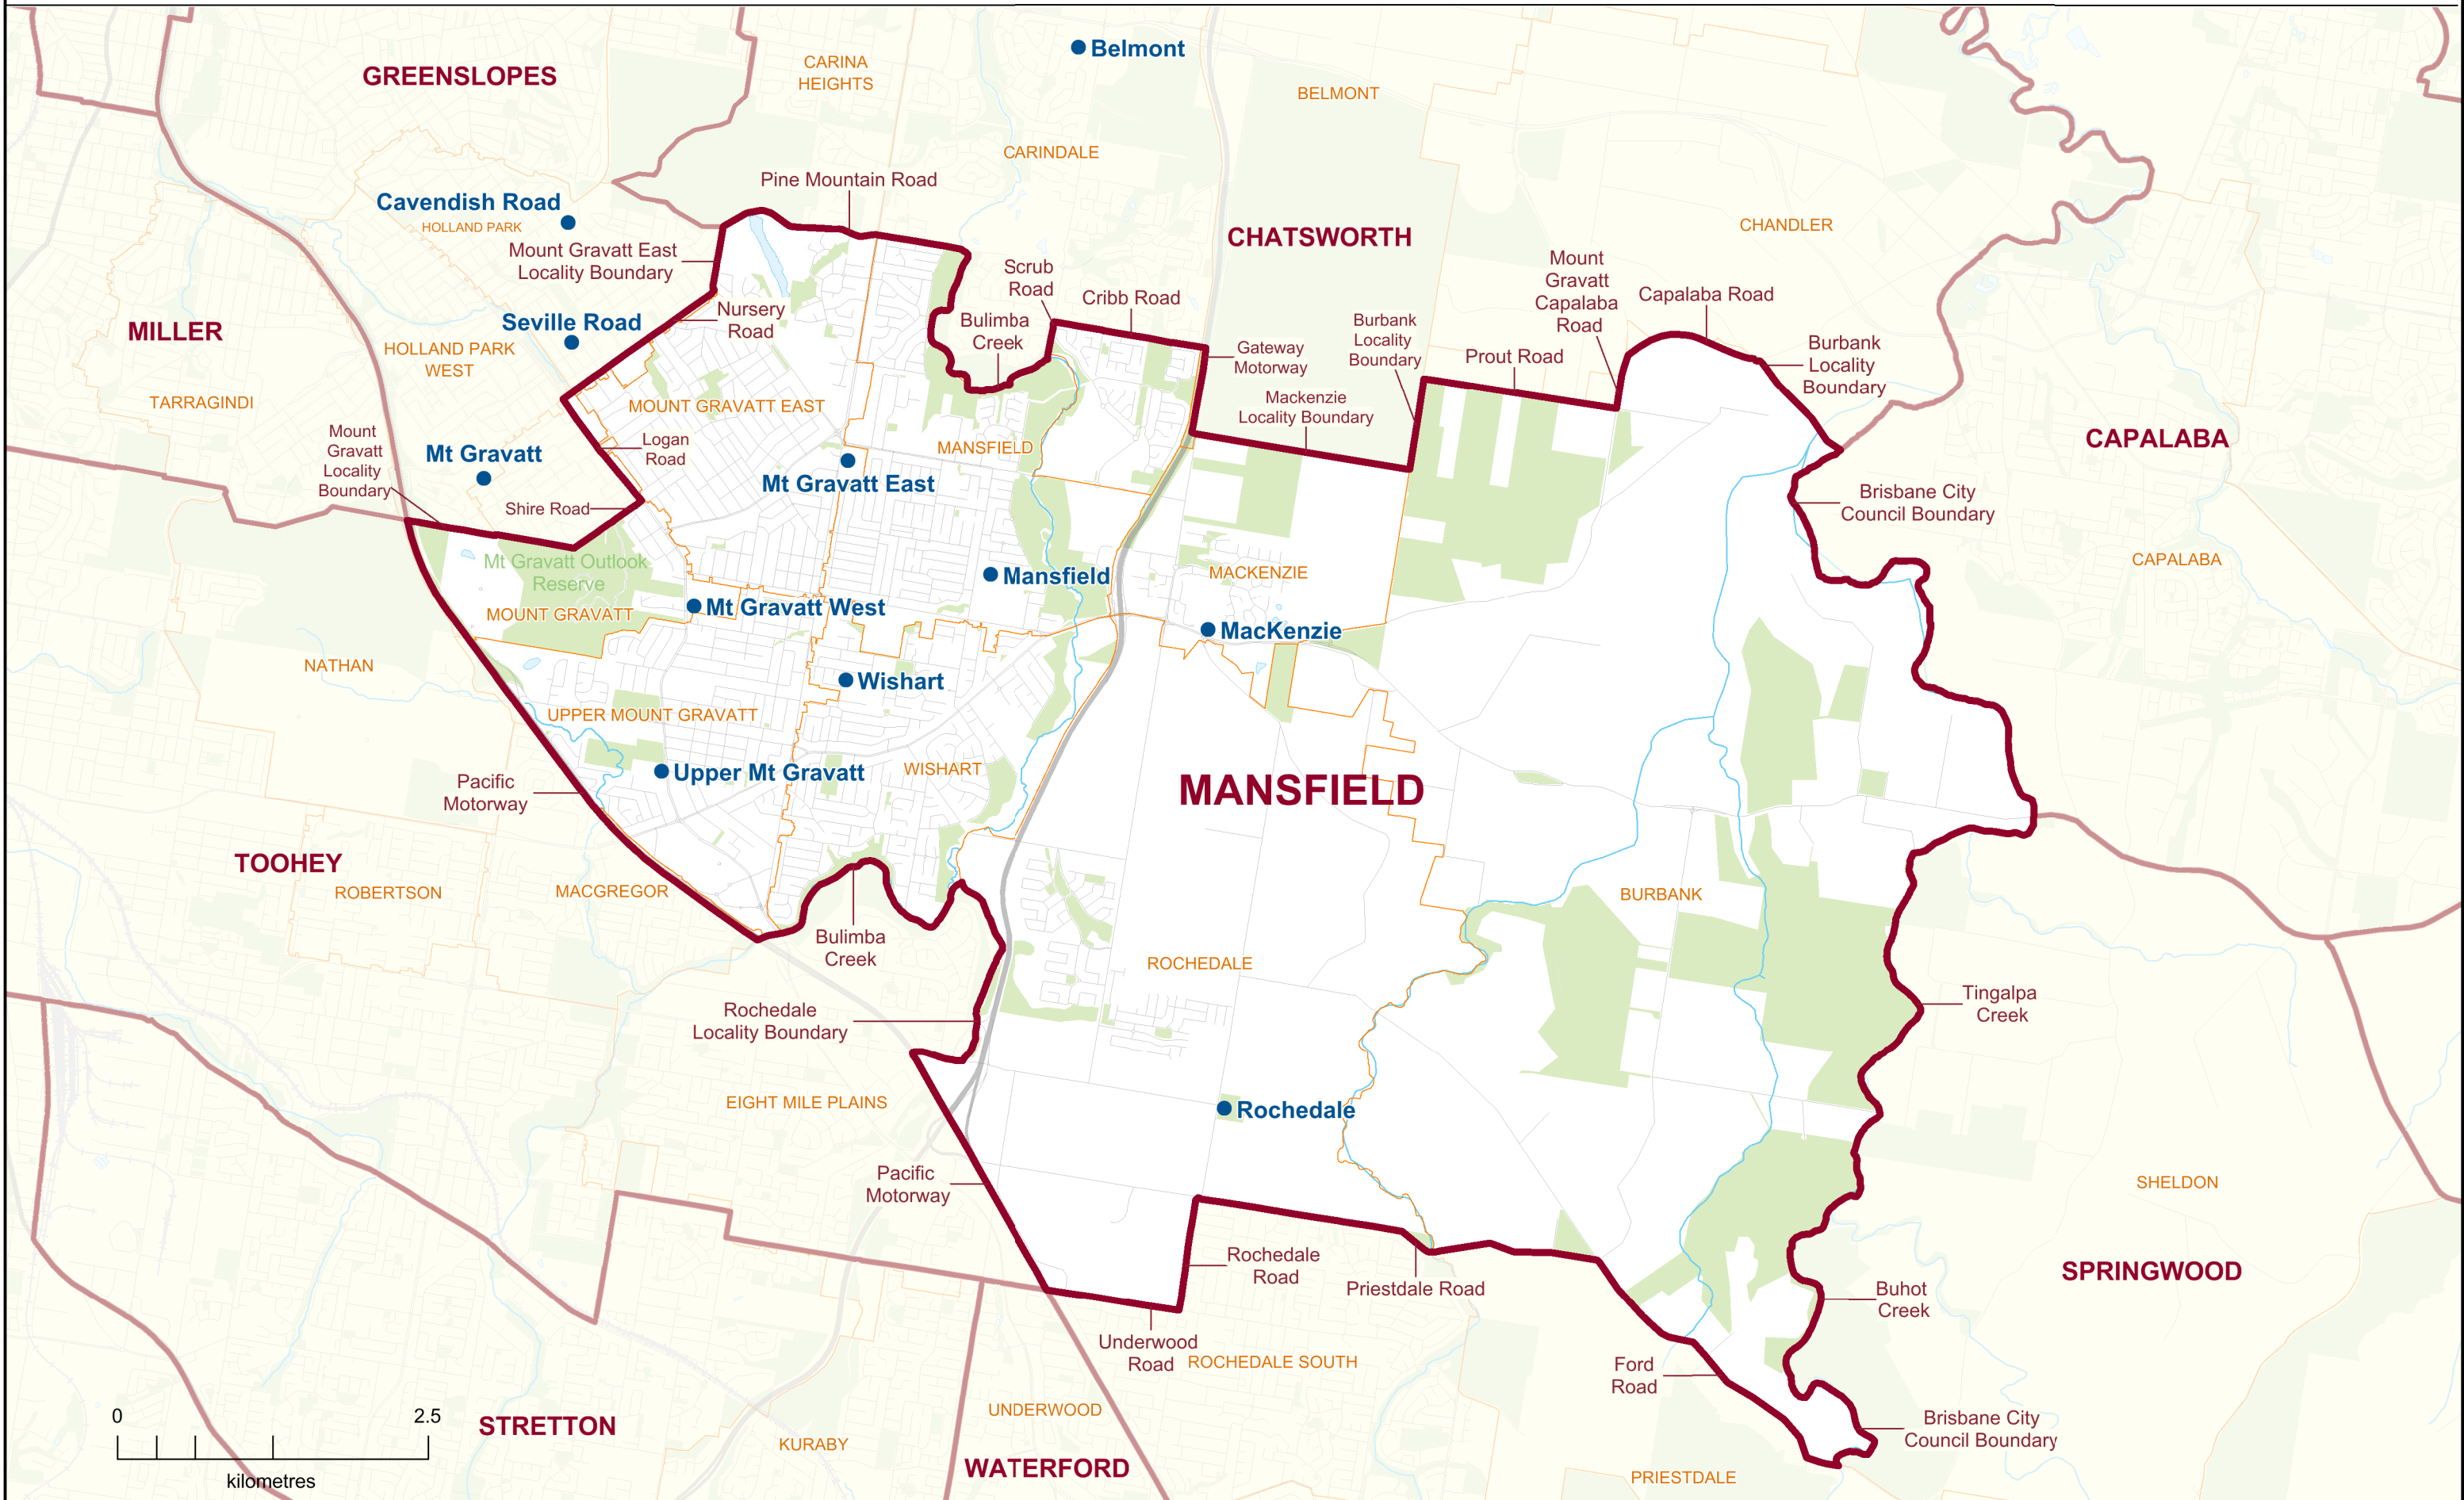 Belmont
GREENSLOPES
CARINA
HEIGHTS
BELMONT
CARINDALE
Pine Mountain Road
Cavendish Road
HOLLAND PARK
Mount Gravatt East
Locality Boundary
CHATSWORTH
CHANDLER
Scrub
Road
Cribb Road
Mount
Gravatt
Capalaba
Road
Capalaba Road
Nursery
Road
Bulimba
Creek
Seville Road
MILLER
HOLLAND PARK
WEST
Gateway
Motorway
Burbank
Locality
Boundary
Prout Road
Burbank
Locality
Boundary
TARRAGINDI
MOUNT GRAVATT EAST
Mackenzie
Locality Boundary
Mount
Gravatt
Locality
Boundary
Mt Gravatt
Logan
Road
MANSFIELD
CAPALABA
Mt Gravatt East
Shire Road
Brisbane City
Council Boundary
Mt Gravatt Outlook
Reserve
CAPALABA
MOUNT GRAVATT
Mt Gravatt West
Mansfield
MACKENZIE
MacKenzie
NATHAN
Wishart
UPPER MOUNT GRAVATT
Upper Mt Gravatt
WISHART
MANSFIELD
Pacific
Motorway
TOOHEY
ROBERTSON
MACGREGOR
BURBANK
Bulimba
Creek
ROCHEDALE
Rochedale
Locality Boundary
Tingalpa
Creek
EIGHT MILE PLAINS
Rochedale
Pacific
Motorway
SHELDON
Rochedale
Road
Priestdale Road
SPRINGWOOD
Buhot
Creek
Underwood
Road
ROCHEDALE SOUTH
Ford
Road
0 2.5
kilometres
STRETTON
UNDERWOOD
KURABY
WATERFORD
Brisbane City
Council Boundary
PRIESTDALE